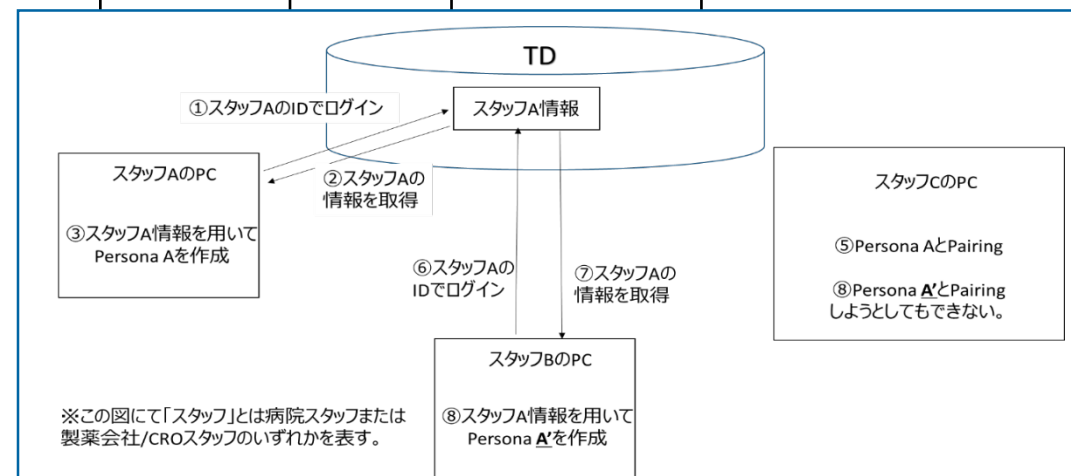 TD
スタッフA情報
①スタッフAのIDでログイン
②スタッフAの
情報を取得
スタッフAのPC
③スタッフA情報を用いて
Persona Aを作成
⑥スタッフAの
IDでログイン
⑦スタッフAの
情報を取得
スタッフCのPC
⑤Persona AとPairing
⑧Persona A'とPairing
しようとしてもできない。
スタッフBのPC
⑧スタッフA情報を用いて
Persona A'を作成
※この図にて「スタッフ」とは病院スタッフまたは
製薬会社/CROスタッフのいずれかを表す。